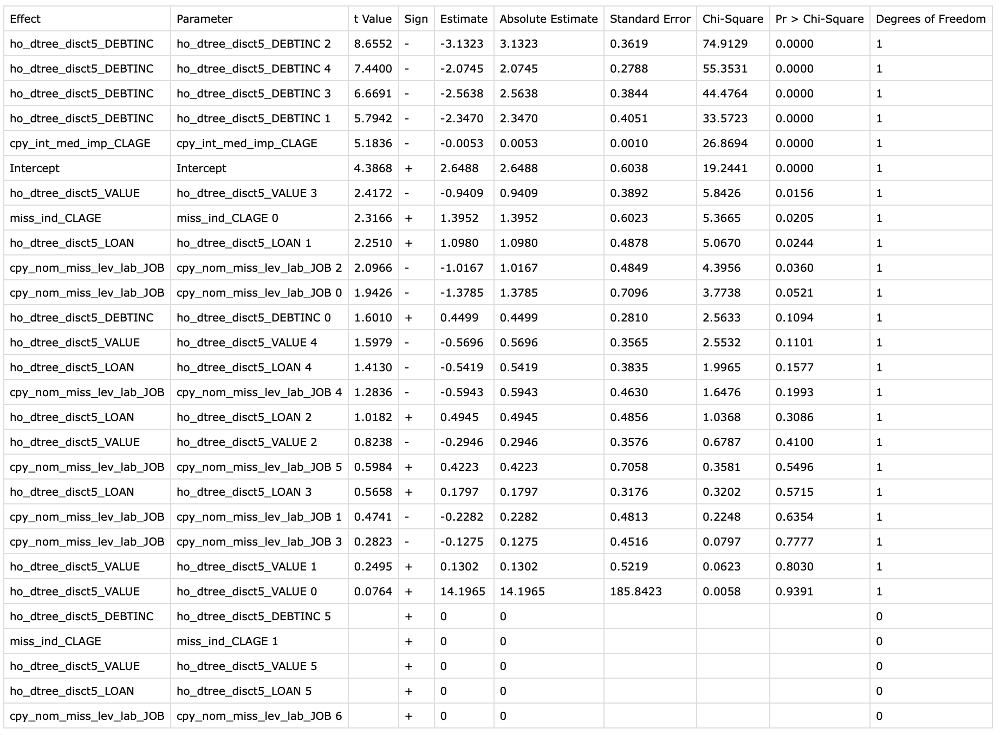 Effect Parameter t Value Sign Estimate Absolute Estimate Standard Error Chi-Square Pr > Chi-Square Degrees of Freedom
ho_dtree_disct5_DEBTINC ho_dtree_disct5_DEBTINC 2 8.6552 - -3.1323 3.1323 0.3619 74.9129 0.0000 1
ho_dtree_disct5_DEBTINC ho_dtree_disct5_DEBTINC 4 7.4400 - -2.0745 2.0745 0.2788 55.3531 0.0000 1
ho_dtree_disct5_DEBTINC ho_dtree_disct5_DEBTINC 3 6.6691 - -2.5638 2.5638 0.3844 44.4764 0.0000 1
ho_dtree_disct5_DEBTINC ho_dtree_disct5_DEBTINC 1 5.7942 - -2.3470 2.3470 0.4051 33.5723 0.0000 1
cpy_int_med_imp_CLAGE cpy_int_med_imp_CLAGE 5.1836 - -0.0053 0.0053 0.0010 26.8694 0.0000 1
Intercept Intercept 4.3868 + 2.6488 2.6488 0.6038 19.2441 0.0000 1
ho_dtree_disct5_VALUE ho_dtree_disct5_VALUE 3 2.4172 - -0.9409 0.9409 0.3892 5.8426 0.0156 1
miss_ind_CLAGE miss_ind_CLAGE 0 2.3166 + 1.3952 1.3952 0.6023 5.3665 0.0205 1
ho_dtree_disct5_LOAN ho_dtree_disct5_LOAN 1 2.2510 + 1.0980 1.0980 0.4878 5.0670 0.0244 1
cpy_nom_miss_lev_lab_JOB cpy_nom_miss_lev_lab_JOB 2 2.0966 - -1.0167 1.0167 0.4849 4.3956 0.0360 1
cpy_nom_miss_lev_lab_JOB cpy_nom_miss_lev_lab_JOB 0 1.9426 - -1.3785 1.3785 0.7096 3.7738 0.0521 1
ho_dtree_disct5_DEBTINC ho_dtree_disct5_DEBTINC 0 1.6010 + 0.4499 0.4499 0.2810 2.5633 0.1094 1
ho_dtree_disct5_VALUE ho_dtree_disct5_VALUE 4 1.5979 - -0.5696 0.5696 0.3565 2.5532 0.1101 1
ho_dtree_disct5_LOAN ho_dtree_disct5_LOAN 4 1.4130 - -0.5419 0.5419 0.3835 1.9965 0.1577 1
cpy_nom_miss_lev_lab_JOB cpy_nom_miss_lev_lab_JOB 4 1.2836 - -0.5943 0.5943 0.4630 1.6476 0.1993 1
ho_dtree_disct5_LOAN ho_dtree_disct5_LOAN 2 1.0182 + 0.4945 0.4945 0.4856 1.0368 0.3086 1
ho_dtree_disct5_VALUE ho_dtree_disct5_VALUE 2 0.8238 - -0.2946 0.2946 0.3576 0.6787 0.4100 1
cpy_nom_miss_lev_lab_JOB cpy_nom_miss_lev_lab_JOB 5 0.5984 + 0.4223 0.4223 0.7058 0.3581 0.5496 1
ho_dtree_disct5_LOAN ho_dtree_disct5_LOAN 3 0.5658 + 0.1797 0.1797 0.3176 0.3202 0.5715 1
cpy_nom_miss_lev_lab_JOB cpy_nom_miss_lev_lab_JOB 1 0.4741 - -0.2282 0.2282 0.4813 0.2248 0.6354 1
cpy_nom_miss_lev_lab_JOB cpy_nom_miss_lev_lab_JOB 3 0.2823 - -0.1275 0.1275 0.4516 0.0797 0.7777 1
ho_dtree_disct5_VALUE ho_dtree_disct5_VALUE 1 0.2495 + 0.1302 0.1302 0.5219 0.0623 0.8030 1
ho_dtree_disct5_VALUE ho_dtree_disct5_VALUE 0 0.0764 + 14.1965 14.1965 185.8423 0.0058 0.9391 1
ho_dtree_disct5_DEBTINC ho_dtree_disct5_DEBTINC 5 + 0 0 0
miss_ind_CLAGE miss_ind_CLAGE 1 + 0 0 0
ho_dtree_disct5_VALUE ho_dtree_disct5_VALUE 5 + 0 0 0
ho_dtree_disct5_LOAN ho_dtree_disct5_LOAN 5 + 0 0 0
cpy_nom_miss_lev_lab_JOB cpy_nom_miss_lev_lab_JOB 6 + 0 0 0